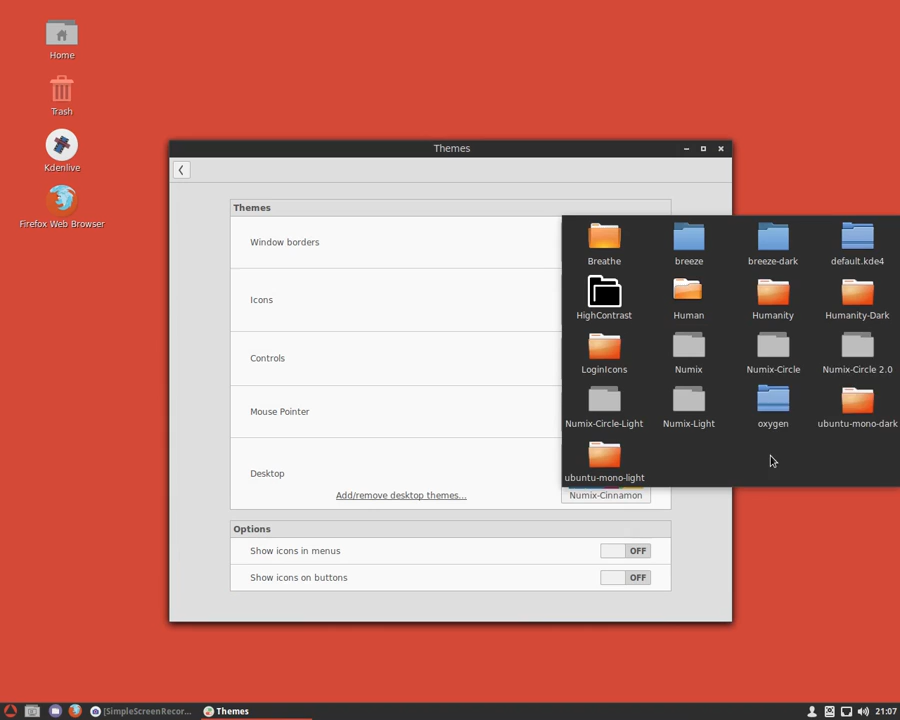 Home
Trash
Kdenlive
Firefox Web Browser
Themes
Themes
Window borders
Icons
Controls
Mouse Pointer
Desktop
Add/remove desktop themes...
Numix-Cinnamon
Breathe
breeze
breeze-dark
default.kde4
HighContrast
Human
Humanity
Humanity-Dark
LoginIcons
Numix
Numix-Circle
Numix-Circle 2.0
Numix-Circle-Light
Numix-Light
oxygen
ubuntu-mono-dark
ubuntu-mono-light
Options
Show icons in menus
OFF
Show icons on buttons
OFF
[SimpleScreenRecor...
Themes
21:07